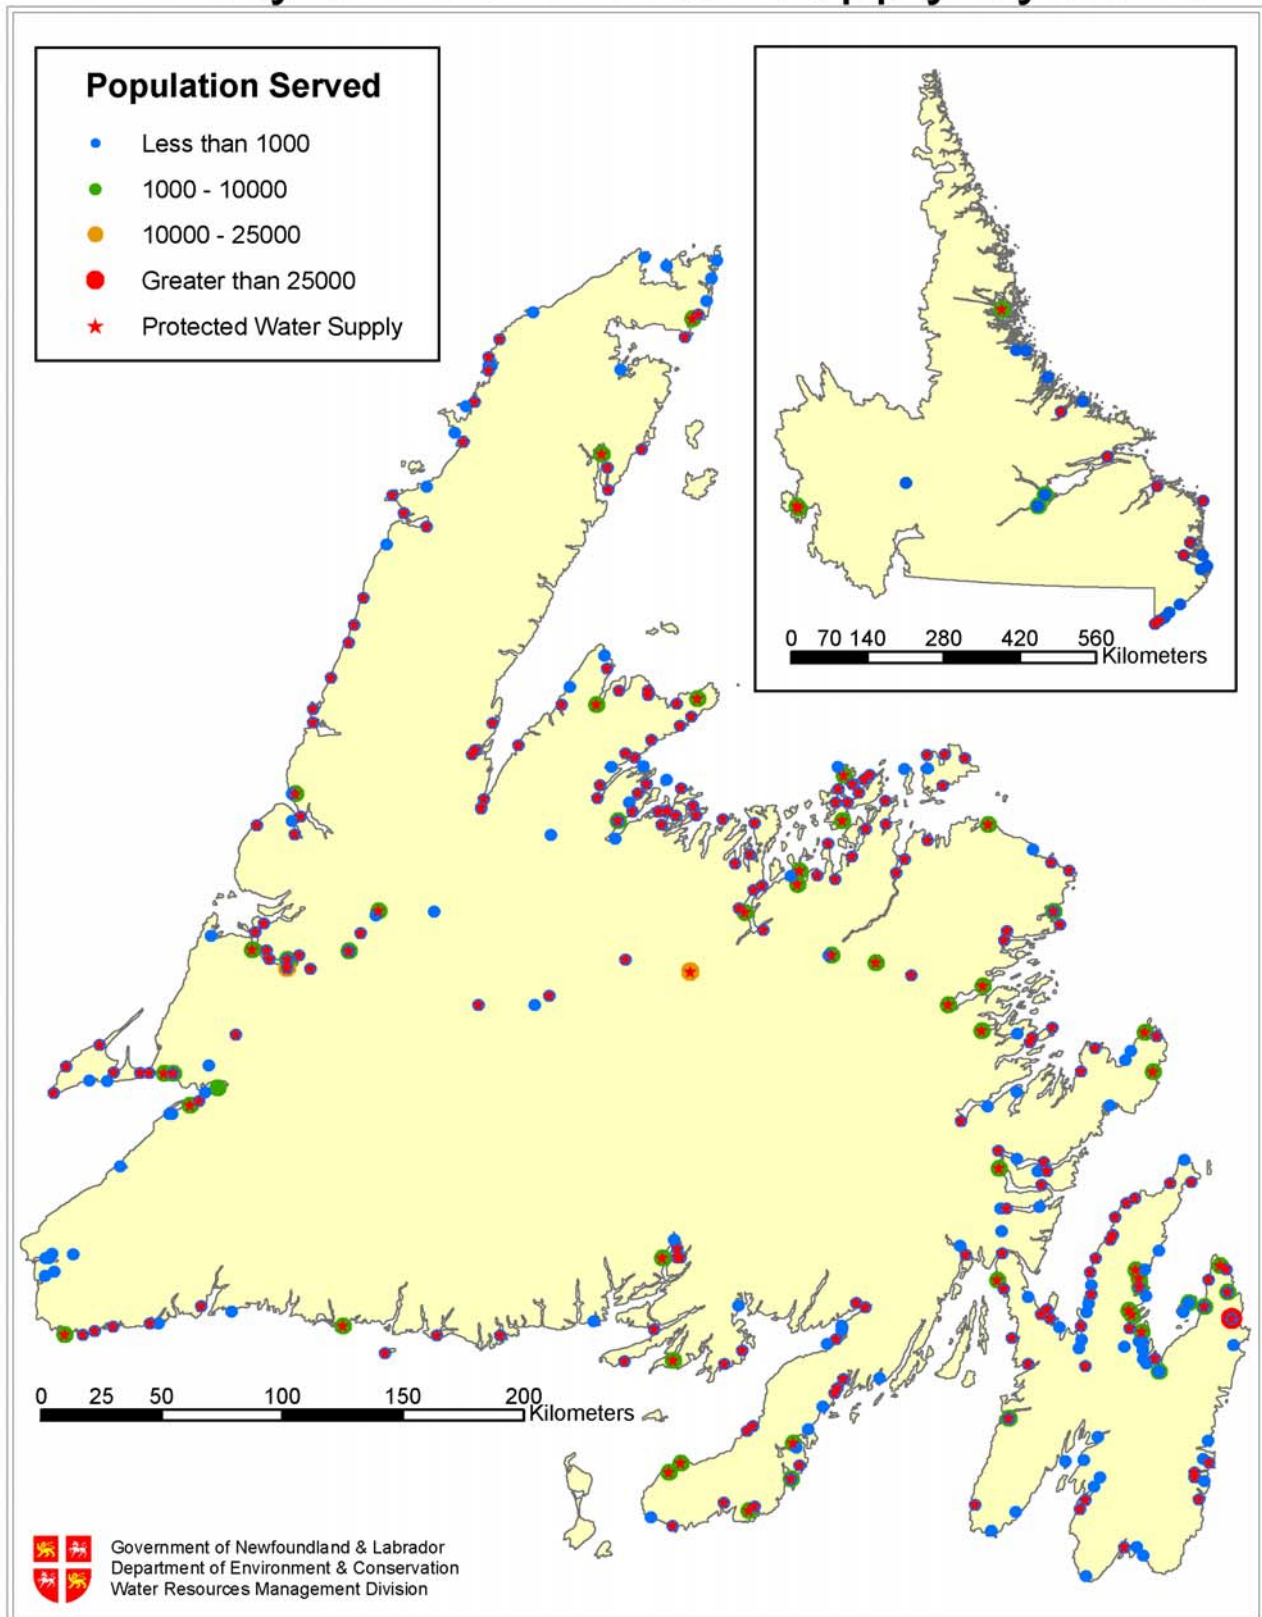 Population Served
Less than 1000
1000 - 10000
10000 - 25000
Greater than 25000
Protected Water Supply
0 70 140 280 420 560
Kilometers
0 25 50 100 150 200
Kilometers
Government of Newfoundland & Labrador
Department of Environment & Conservation
Water Resources Management Division